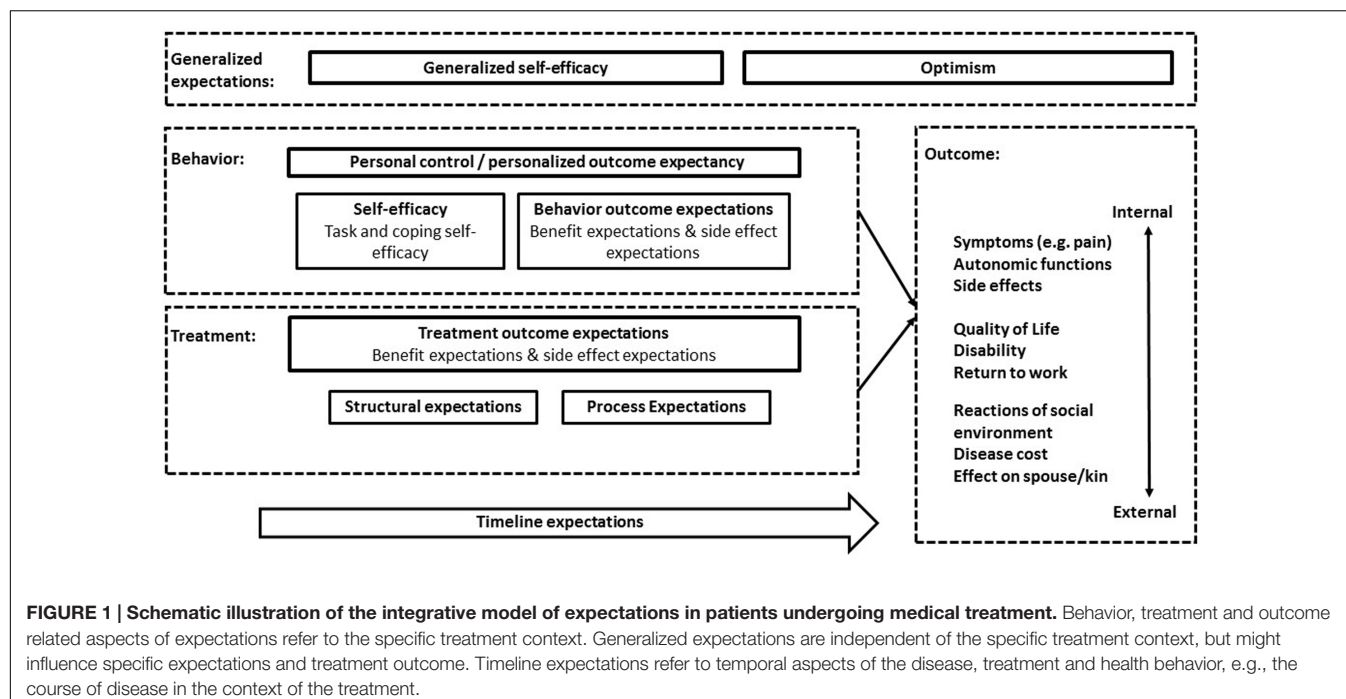 Generalized
expectations:
Generalized self-efficacy
Optimism
Behavior:
Personal control / personalized outcome expectancy
Self-efficacy
Task and coping self-
efficacy
Behavior outcome expectations
Benefit expectations & side effect
expectations
Treatment:
Treatment outcome expectations
Benefit expectations & side effect expectations
Structural expectations
Process Expectations
Timeline expectations
Outcome:
Internal
Symptoms (e.g. pain)
Autonomic functions
Side effects
Quality of Life
Disability
Return to work
Reactions of social
environment
Disease cost
Effect on spouse/kin
External
FIGURE 1 | Schematic illustration of the integrative model of expectations in patients undergoing medical treatment. Behavior, treatment and outcome
related aspects of expectations refer to the specific treatment context. Generalized expectations are independent of the specific treatment context, but might
influence specific expectations and treatment outcome. Timeline expectations refer to temporal aspects of the disease, treatment and health behavior, e.g., the
course of disease in the context of the treatment.